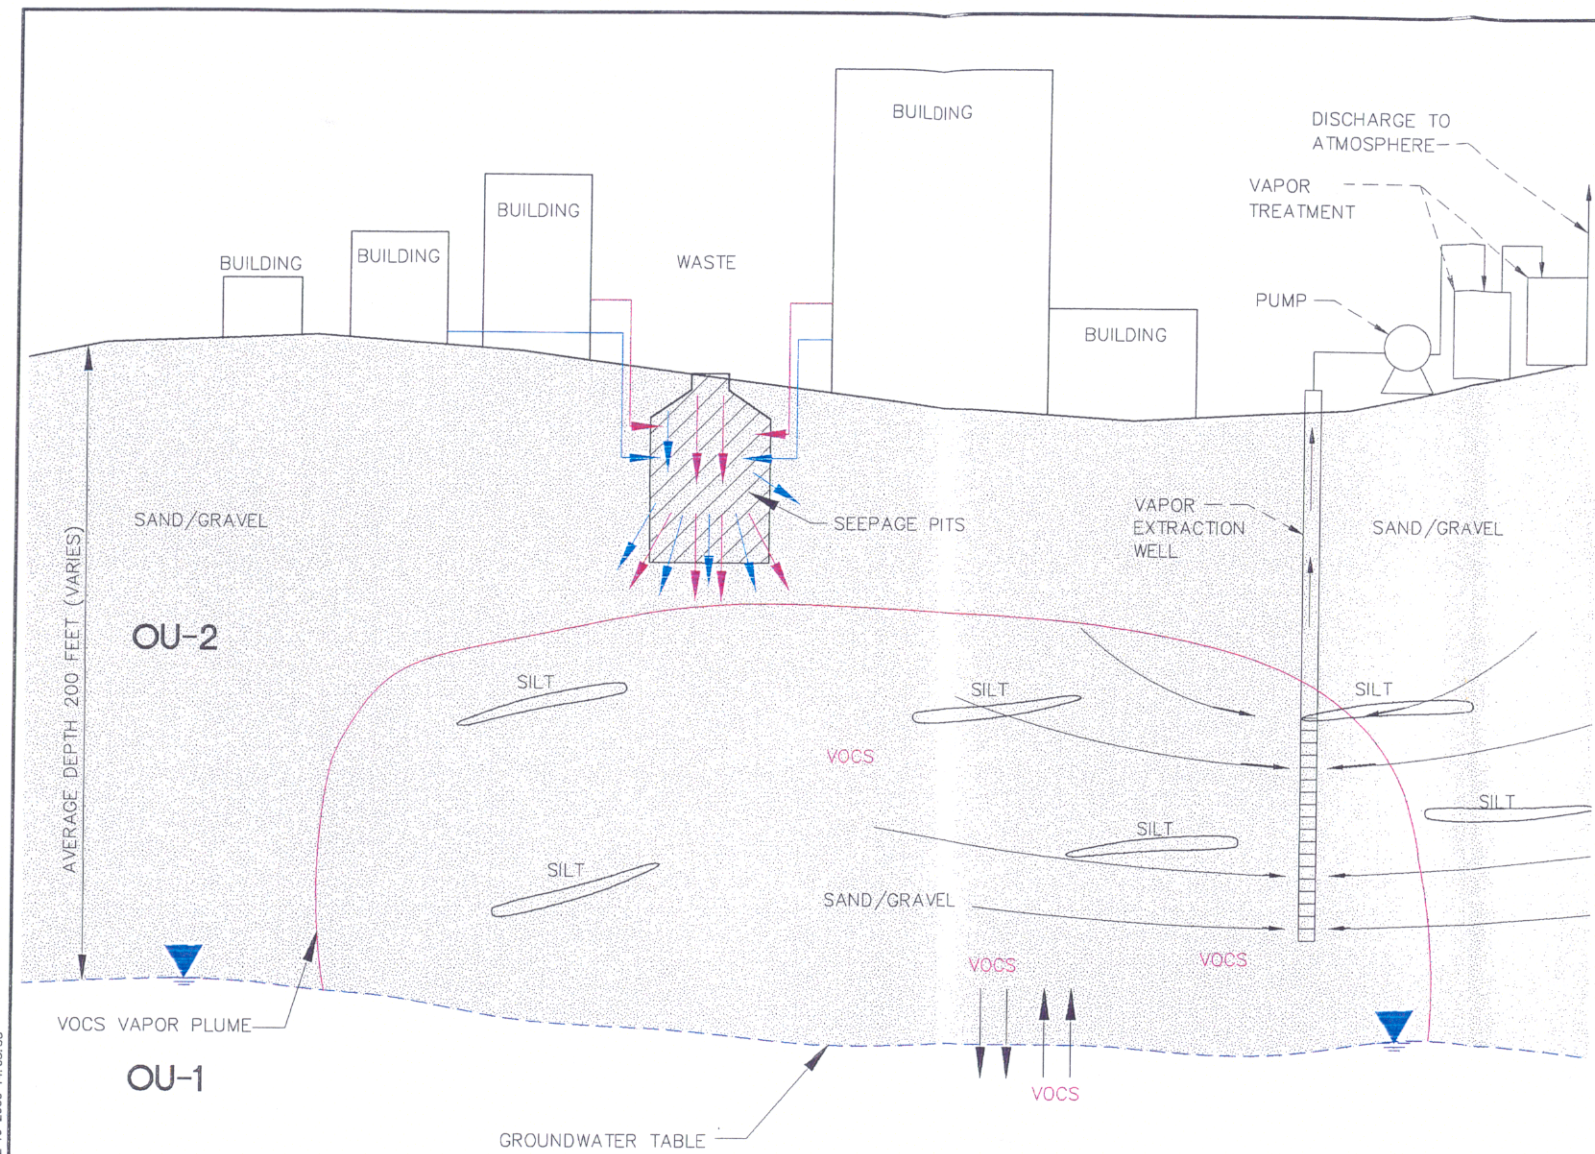 BUILDING
DISCHARGE TO
ATMOSPHERE
VAPOR
TREATMENT
BUILDING
BUILDING
BUILDING
WASTE
PUMP
BUILDING
SAND/GRAVEL
SEEPAGE PITS
VAPOR
EXTRACTION
WELL
SAND/GRAVEL
AVERAGE DEPTH 200 FEET (VARIES)
OU-2
SILT
SILT
SILT
VOCS
SILT
SILT
SILT
SAND/GRAVEL
VOCS
VOCS
VOCS VAPOR PLUME
OU-1
VOCS
GROUNDWATER TABLE